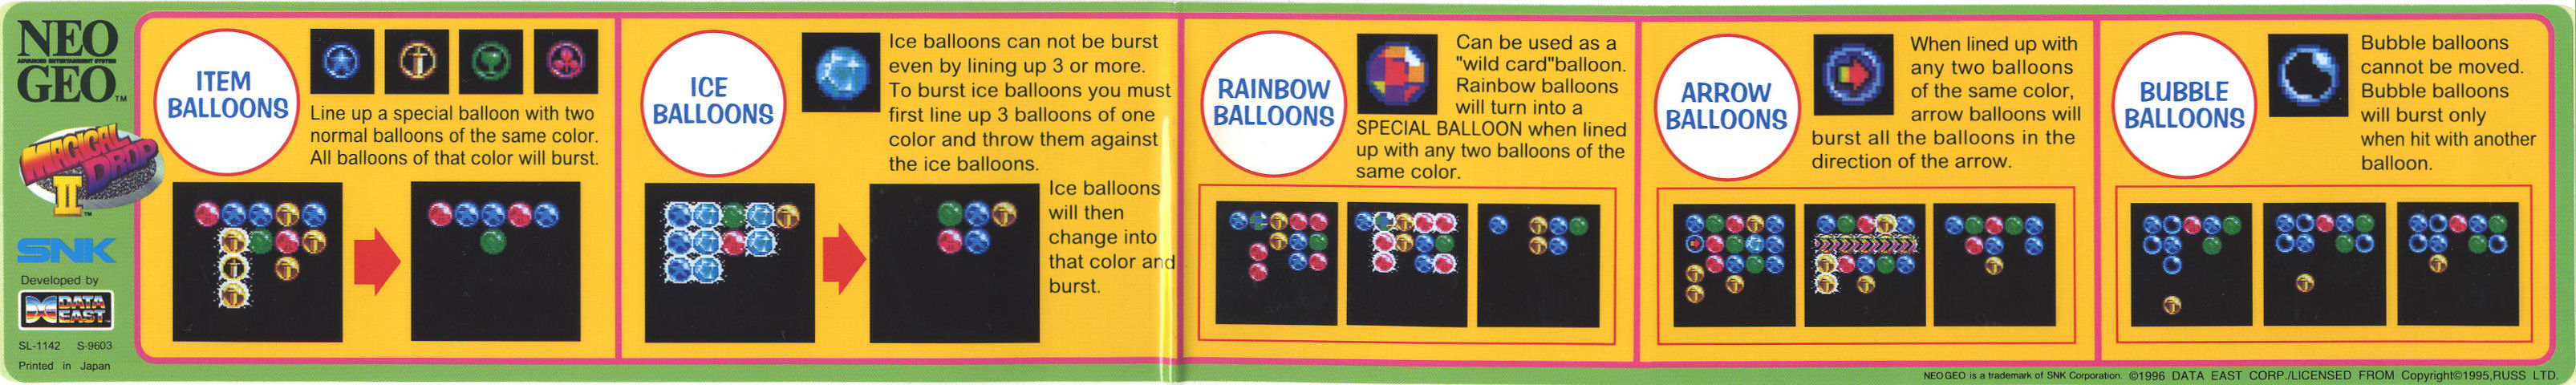 NEO
ADVANCED ENTERTAINMENT SYSTEM
GEO™
MAGICAL
DROP
II™
SNK
Developed by
DATA
EAST
SL-1142 S-9603
Printed in Japan
ITEM
BALLOONS
Line up a special balloon with two
normal balloons of the same color.
All balloons of that color will burst.
ICE
BALLOONS
Ice balloons can not be burst
even by lining up 3 or more.
To burst ice balloons you must
first line up 3 balloons of one
color and throw them against
the ice balloons.
Ice balloons
will then
change into
that color and
burst.
RAINBOW
BALLOONS
Can be used as a
"wild card"balloon.
Rainbow balloons
will turn into a
SPECIAL BALLOON when lined
up with any two balloons of the
same color.
ARROW
BALLOONS
When lined up with
any two balloons
of the same color,
arrow balloons will
burst all the balloons in the
direction of the arrow.
BUBBLE
BALLOONS
Bubble balloons
cannot be moved.
Bubble balloons
will burst only
when hit with another
balloon.
NEO GEO is a trademark of SNK Corporation. ©1996 DATA EAST CORP./LICENSED FROM Copyright©1995,RUSS LTD.